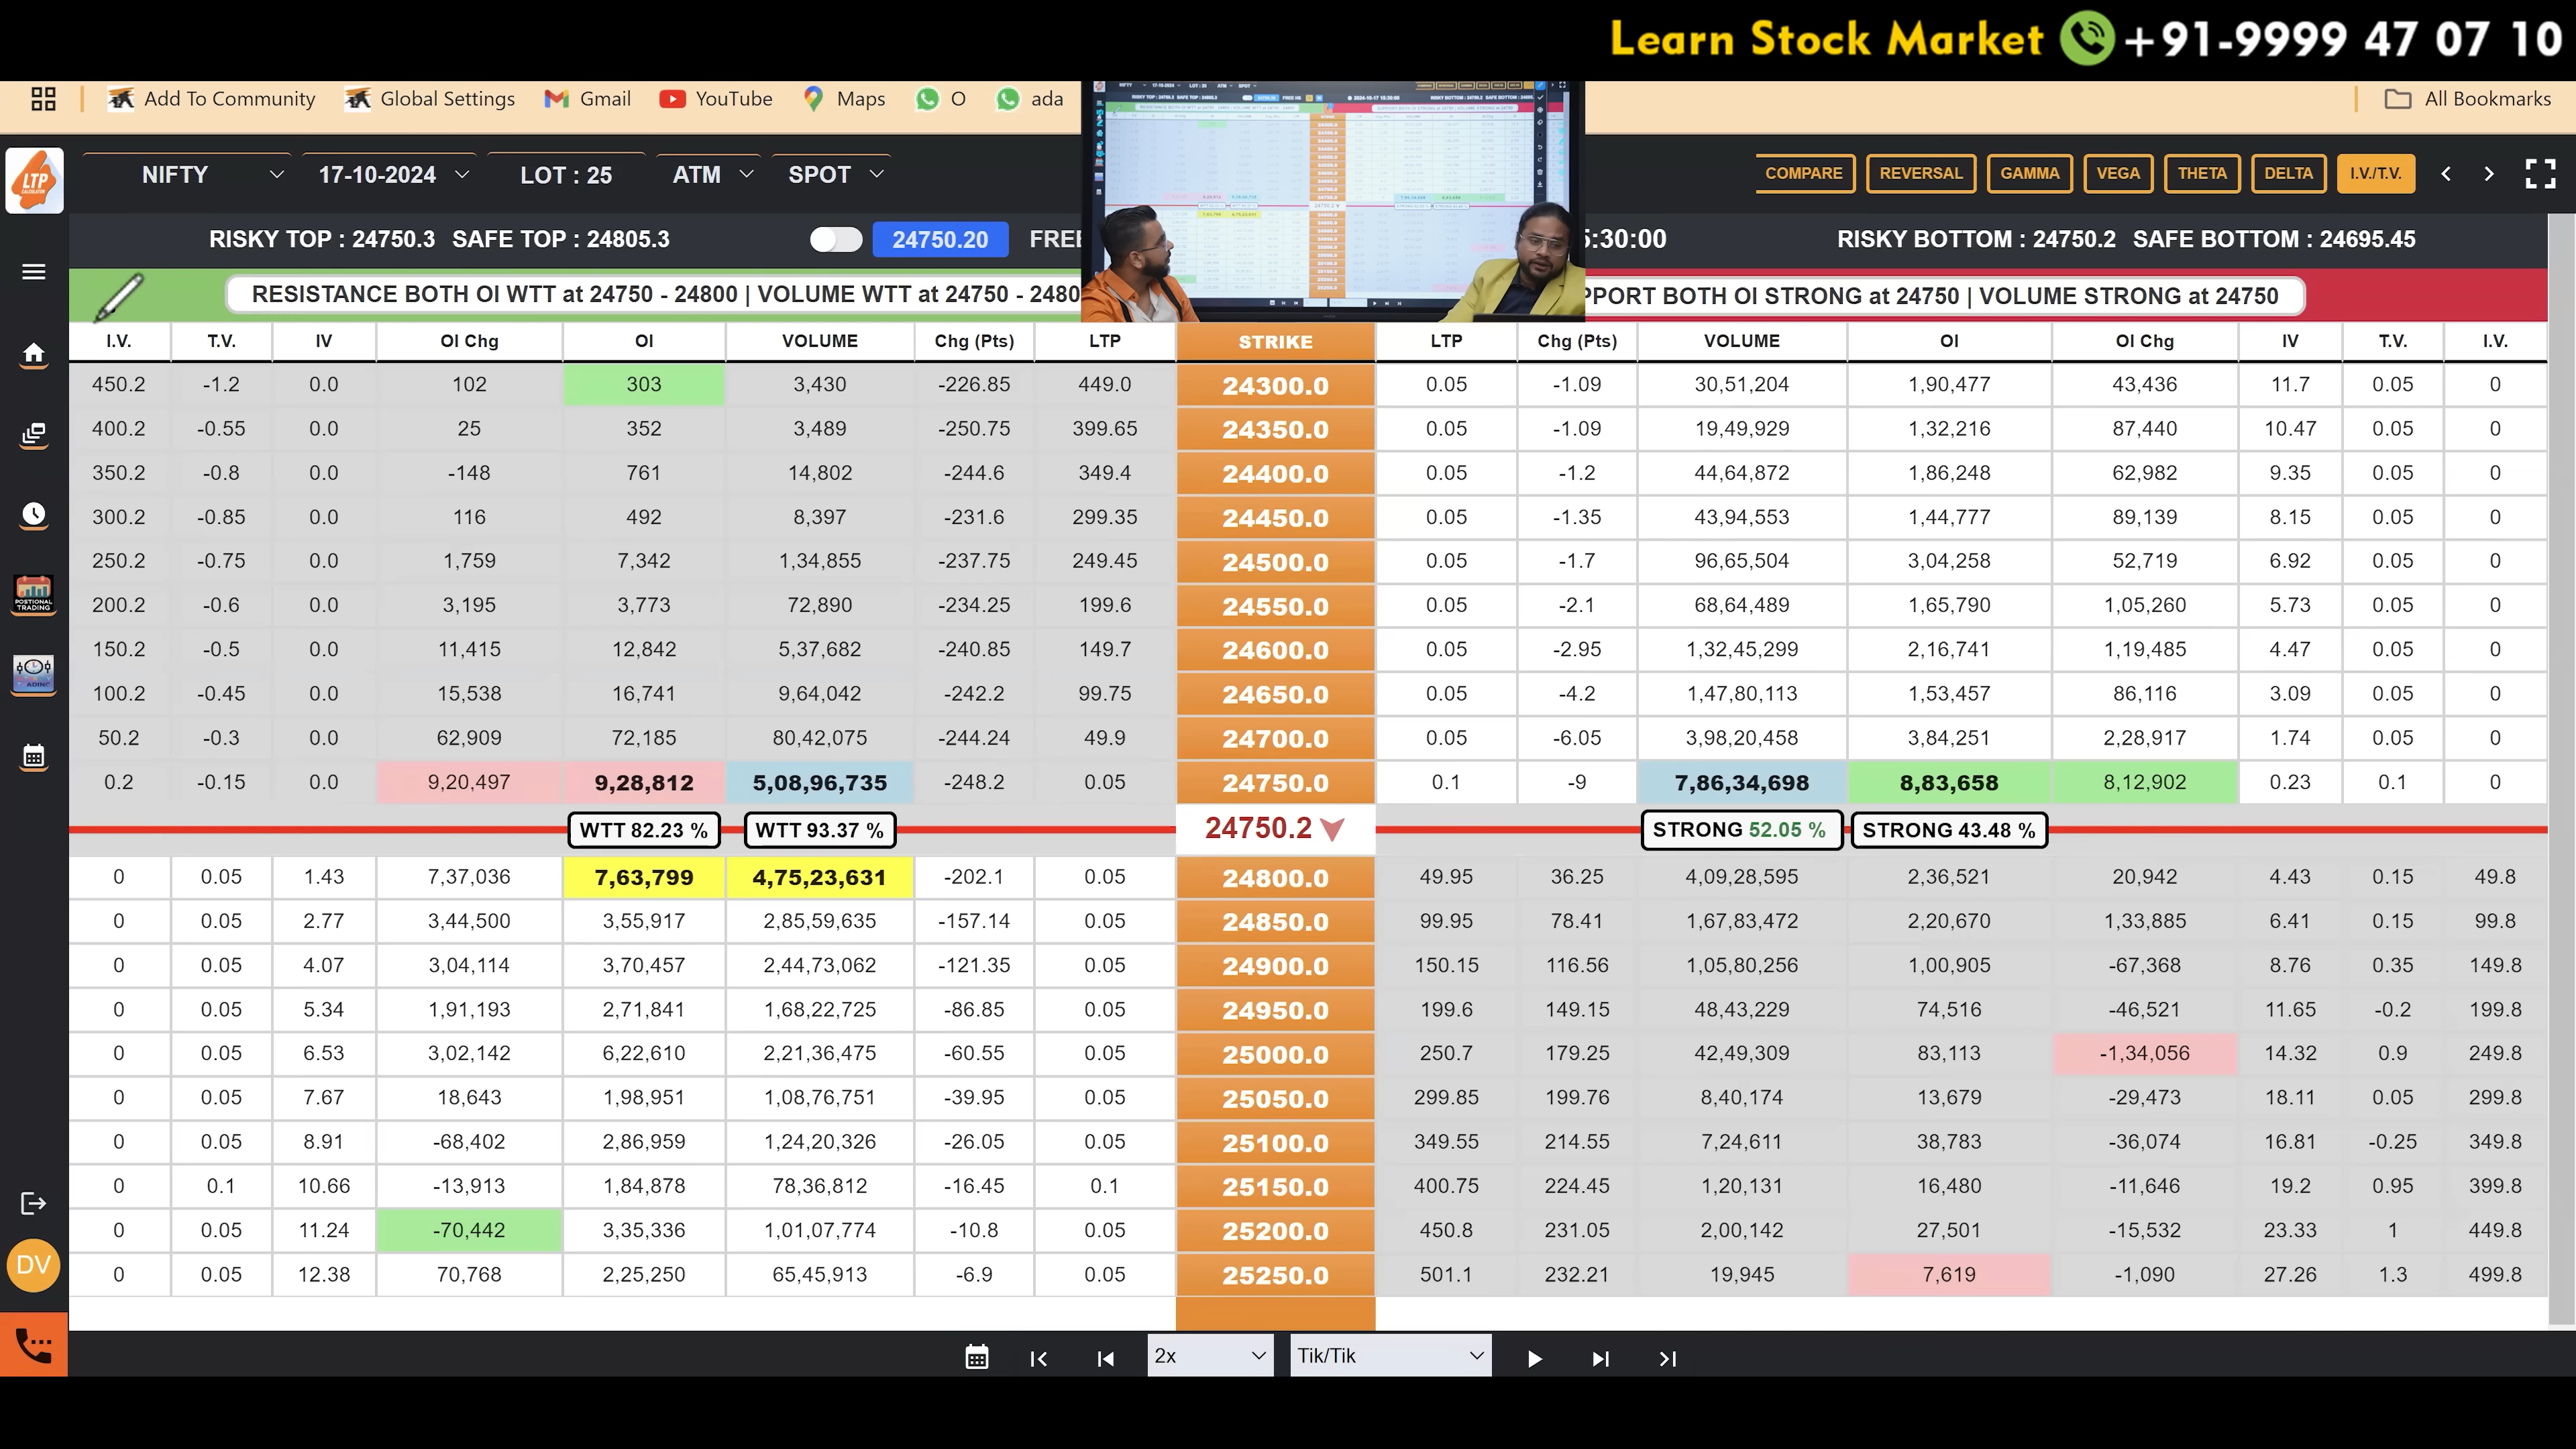 Learn Stock Market +91-9999 47 07 10
Add To Community Global Settings Gmail YouTube Maps O ada All Bookmarks
LTP CALCULATOR NIFTY 17-10-2024 LOT : 25 ATM SPOT COMPARE REVERSAL GAMMA VEGA THETA DELTA I.V./T.V.
RISKY TOP : 24750.3 SAFE TOP : 24805.3 24750.20 FREE 5:30:00 RISKY BOTTOM : 24750.2 SAFE BOTTOM : 24695.45
RESISTANCE BOTH OI WTT at 24750 - 24800 | VOLUME WTT at 24750 - 2480 PPORT BOTH OI STRONG at 24750 | VOLUME STRONG at 24750
I.V. T.V. IV OI Chg OI VOLUME Chg (Pts) LTP STRIKE LTP Chg (Pts) VOLUME OI OI Chg IV T.V. I.V.
450.2 -1.2 0.0 102 303 3,430 -226.85 449.0 24300.0 0.05 -1.09 30,51,204 1,90,477 43,436 11.7 0.05 0
400.2 -0.55 0.0 25 352 3,489 -250.75 399.65 24350.0 0.05 -1.09 19,49,929 1,32,216 87,440 10.47 0.05 0
350.2 -0.8 0.0 -148 761 14,802 -244.6 349.4 24400.0 0.05 -1.2 44,64,872 1,86,248 62,982 9.35 0.05 0
300.2 -0.85 0.0 116 492 8,397 -231.6 299.35 24450.0 0.05 -1.35 43,94,553 1,44,777 89,139 8.15 0.05 0
250.2 -0.75 0.0 1,759 7,342 1,34,855 -237.75 249.45 24500.0 0.05 -1.7 96,65,504 3,04,258 52,719 6.92 0.05 0
200.2 -0.6 0.0 3,195 3,773 72,890 -234.25 199.6 24550.0 0.05 -2.1 68,64,489 1,65,790 1,05,260 5.73 0.05 0
150.2 -0.5 0.0 11,415 12,842 5,37,682 -240.85 149.7 24600.0 0.05 -2.95 1,32,45,299 2,16,741 1,19,485 4.47 0.05 0
100.2 -0.45 0.0 15,538 16,741 9,64,042 -242.2 99.75 24650.0 0.05 -4.2 1,47,80,113 1,53,457 86,116 3.09 0.05 0
50.2 -0.3 0.0 62,909 72,185 80,42,075 -244.24 49.9 24700.0 0.05 -6.05 3,98,20,458 3,84,251 2,28,917 1.74 0.05 0
0.2 -0.15 0.0 9,20,497 9,28,812 5,08,96,735 -248.2 0.05 24750.0 0.1 -9 7,86,34,698 8,83,658 8,12,902 0.23 0.1 0
WTT 82.23 % WTT 93.37 % 24750.2 STRONG 52.05 % STRONG 43.48 %
0 0.05 1.43 7,37,036 7,63,799 4,75,23,631 -202.1 0.05 24800.0 49.95 36.25 4,09,28,595 2,36,521 20,942 4.43 0.15 49.8
0 0.05 2.77 3,44,500 3,55,917 2,85,59,635 -157.14 0.05 24850.0 99.95 78.41 1,67,83,472 2,20,670 1,33,885 6.41 0.15 99.8
0 0.05 4.07 3,04,114 3,70,457 2,44,73,062 -121.35 0.05 24900.0 150.15 116.56 1,05,80,256 1,00,905 -67,368 8.76 0.35 149.8
0 0.05 5.34 1,91,193 2,71,841 1,68,22,725 -86.85 0.05 24950.0 199.6 149.15 48,43,229 74,516 -46,521 11.65 -0.2 199.8
0 0.05 6.53 3,02,142 6,22,610 2,21,36,475 -60.55 0.05 25000.0 250.7 179.25 42,49,309 83,113 -1,34,056 14.32 0.9 249.8
0 0.05 7.67 18,643 1,98,951 1,08,76,751 -39.95 0.05 25050.0 299.85 199.76 8,40,174 13,679 -29,473 18.11 0.05 299.8
0 0.05 8.91 -68,402 2,86,959 1,24,20,326 -26.05 0.05 25100.0 349.55 214.55 7,24,611 38,783 -36,074 16.81 -0.25 349.8
0 0.1 10.66 -13,913 1,84,878 78,36,812 -16.45 0.1 25150.0 400.75 224.45 1,20,131 16,480 -11,646 19.2 0.95 399.8
0 0.05 11.24 -70,442 3,35,336 1,01,07,774 -10.8 0.05 25200.0 450.8 231.05 2,00,142 27,501 -15,532 23.33 1 449.8
0 0.05 12.38 70,768 2,25,250 65,45,913 -6.9 0.05 25250.0 501.1 232.21 19,945 7,619 -1,090 27.26 1.3 499.8
POSTIONAL TRADING
DV
2x Tik/Tik